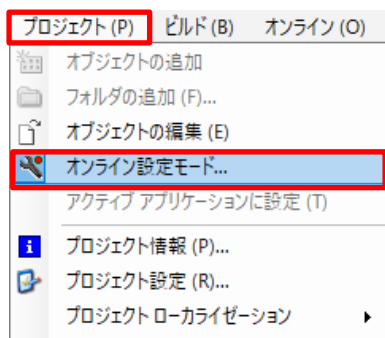 プロジェクト (P) ビルド (B) オンライン (O)
オブジェクトの追加
フォルダの追加 (F)...
オブジェクトの編集 (E)
オンライン設定モード...
アクティブ アプリケーションに設定 (T)
プロジェクト情報 (P)...
プロジェクト設定 (R)...
プロジェクト ローカライゼーション